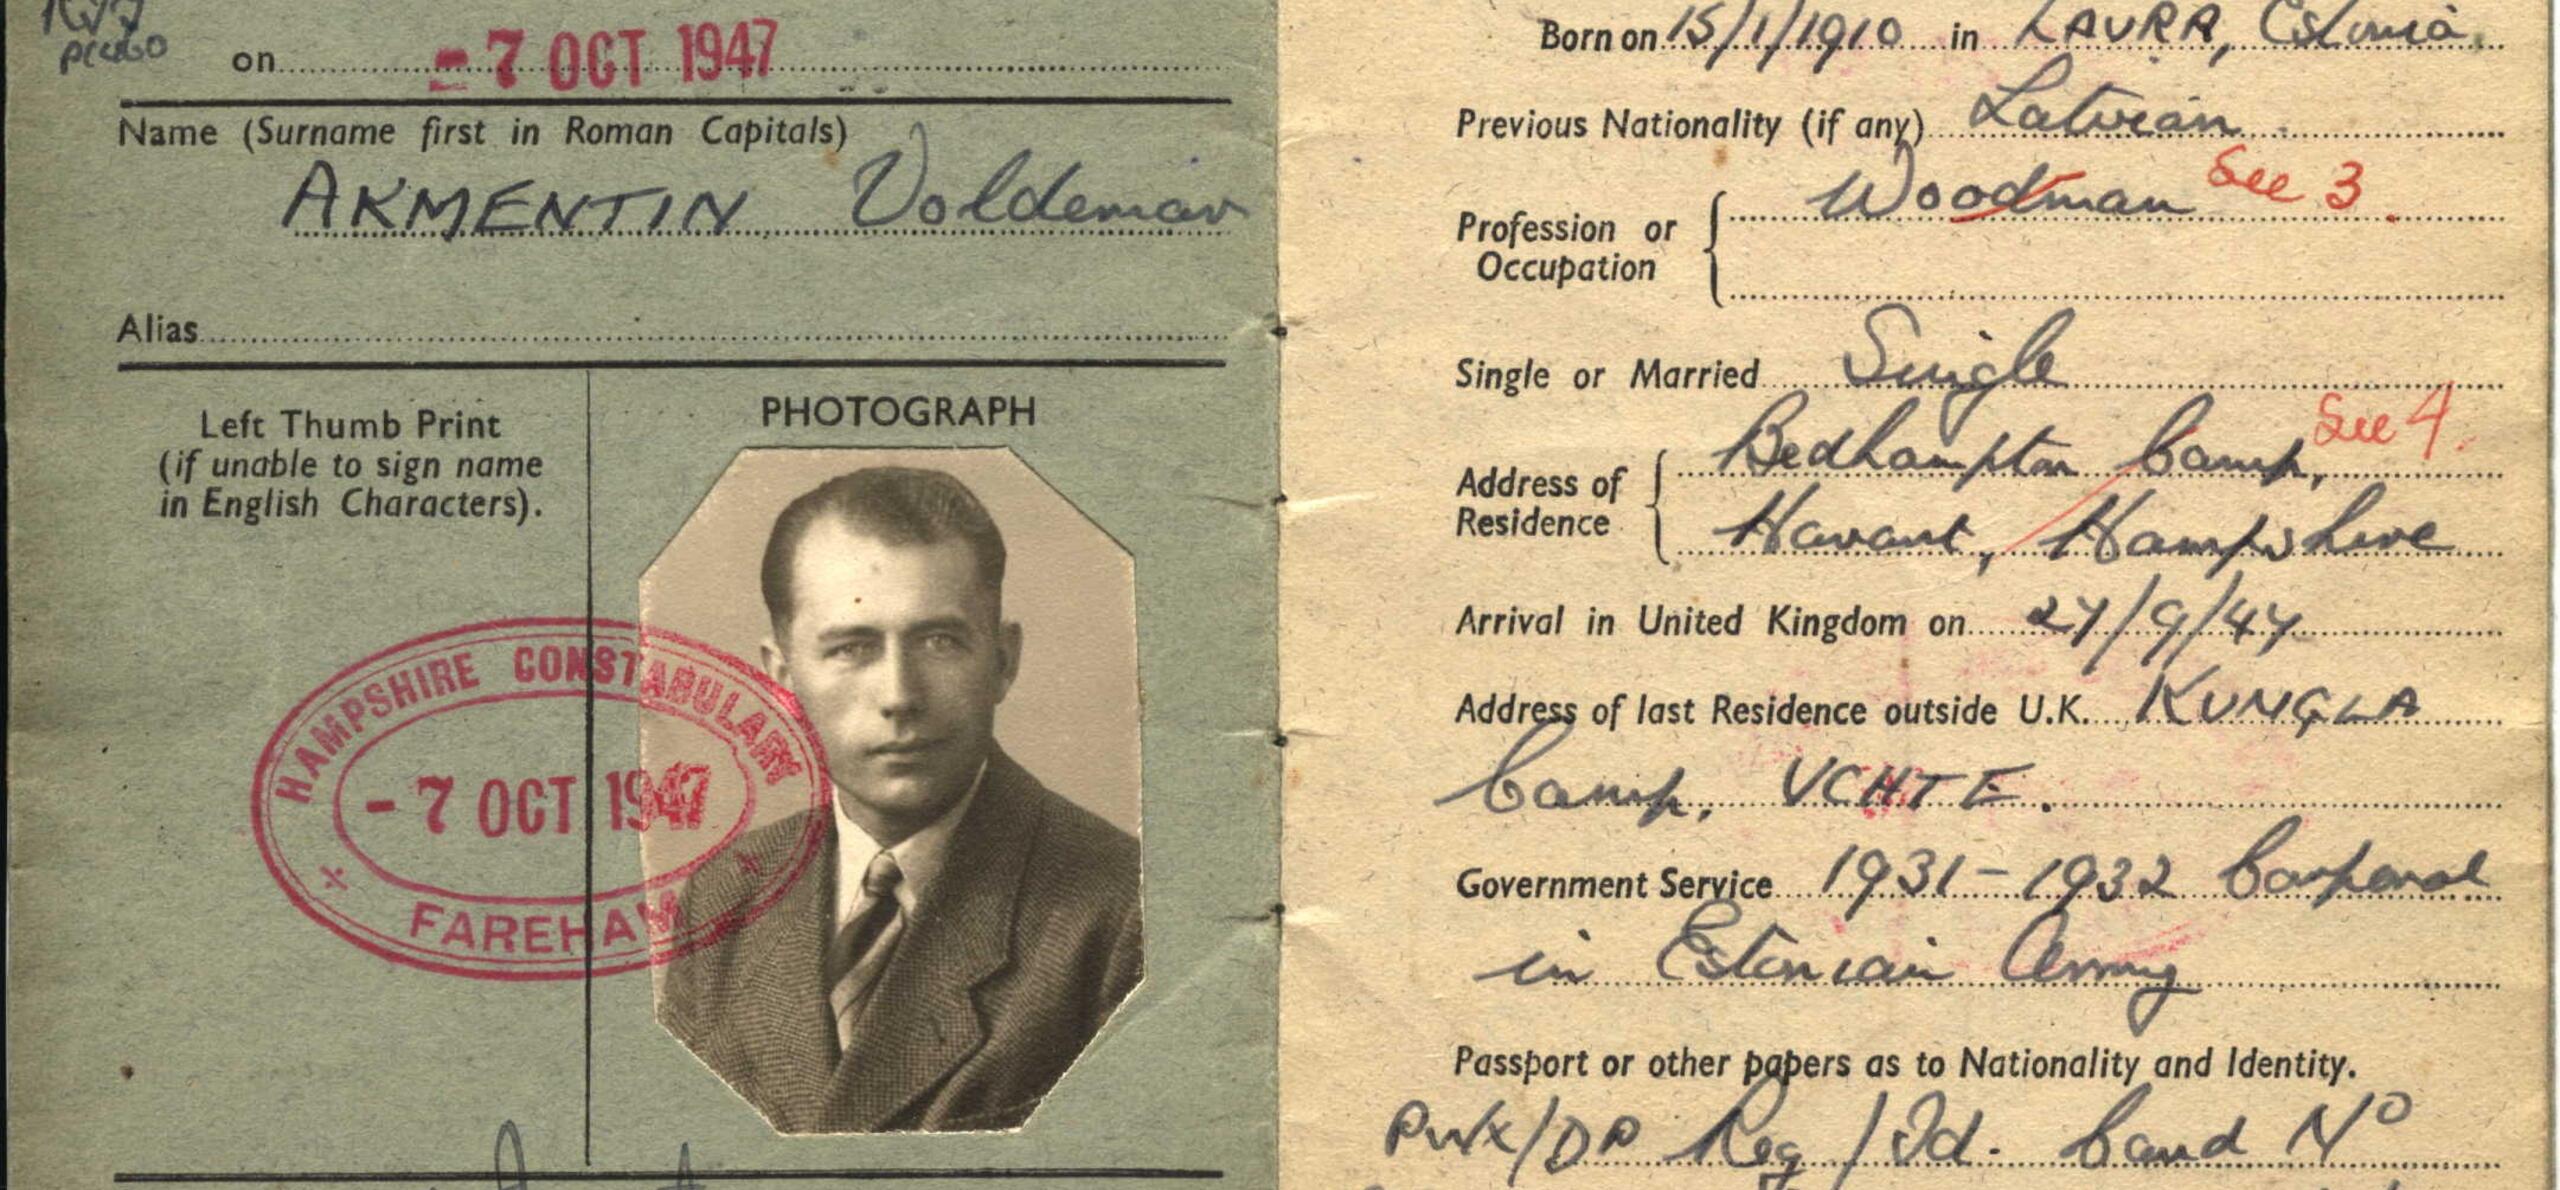 on - 7 OCT 1947
Name (Surname first in Roman Capitals)
AKMENTIN Voldemar
Alias
Left Thumb Print
(if unable to sign name
in English Characters).
PHOTOGRAPH
HAMPSHIRE CONSTABULARY
- 7 OCT 1947
FAREHAM
Born on 15/1/1910 in LAURA, Estonia.
Previous Nationality (if any) Latvian.
Woodman See 3.
Profession or
Occupation
Single or Married Single
Bedhampton Camp, See 4.
Address of
Residence
Havant, Hampshire
Arrival in United Kingdom on 27/9/47
Address of last Residence outside U.K. KUNGLA
Camp, UCHTE.
Government Service 1931-1932 Corporal
in Estonian Army
Passport or other papers as to Nationality and Identity.
PWX/DP Reg/Id. Card No